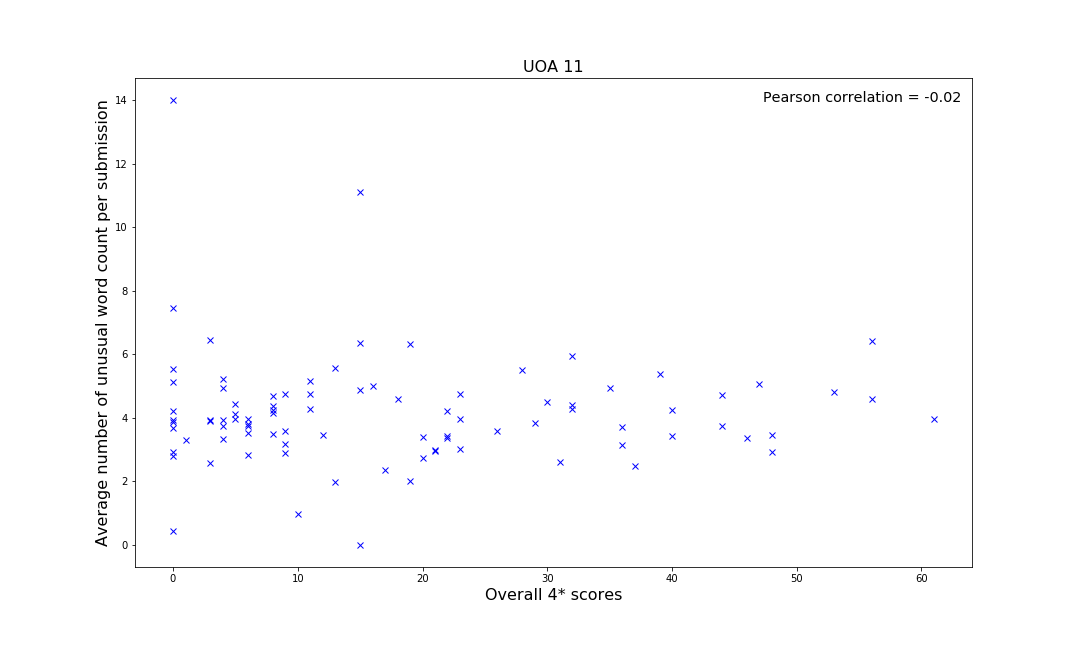 UOA 11
Pearson correlation = -0.02
Average number of unusual word count per submission
14
12
10
8
6
4
2
0
0 10 20 30 40 50 60
Overall 4* scores